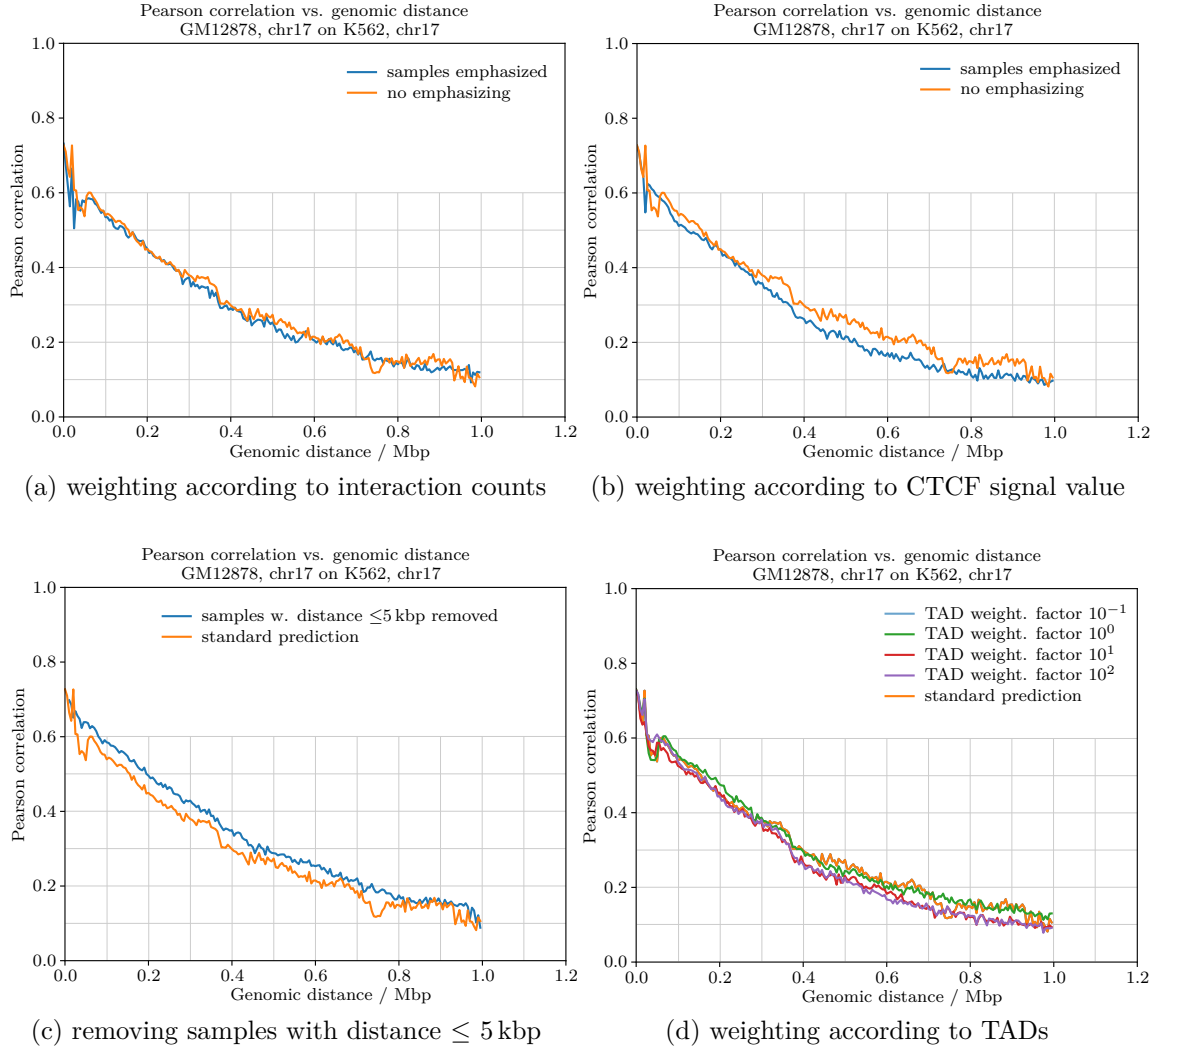 Pearson correlation vs. genomic distance
GM12878, chr17 on K562, chr17
1.0
0.8
0.6
0.4
0.2
0.0
Pearson correlation
samples emphasized
no emphasizing
0.0 0.2 0.4 0.6 0.8 1.0 1.2
Genomic distance / Mbp
(a) weighting according to interaction counts
Pearson correlation vs. genomic distance
GM12878, chr17 on K562, chr17
1.0
0.8
0.6
0.4
0.2
0.0
Pearson correlation
samples emphasized
no emphasizing
0.0 0.2 0.4 0.6 0.8 1.0 1.2
Genomic distance / Mbp
(b) weighting according to CTCF signal value
Pearson correlation vs. genomic distance
GM12878, chr17 on K562, chr17
1.0
0.8
0.6
0.4
0.2
0.0
Pearson correlation
samples w. distance ≤5 kbp removed
standard prediction
0.0 0.2 0.4 0.6 0.8 1.0 1.2
Genomic distance / Mbp
(c) removing samples with distance ≤ 5 kbp
Pearson correlation vs. genomic distance
GM12878, chr17 on K562, chr17
1.0
0.8
0.6
0.4
0.2
0.0
Pearson correlation
TAD weight. factor 10⁻¹
TAD weight. factor 10⁰
TAD weight. factor 10¹
TAD weight. factor 10²
standard prediction
0.0 0.2 0.4 0.6 0.8 1.0 1.2
Genomic distance / Mbp
(d) weighting according to TADs